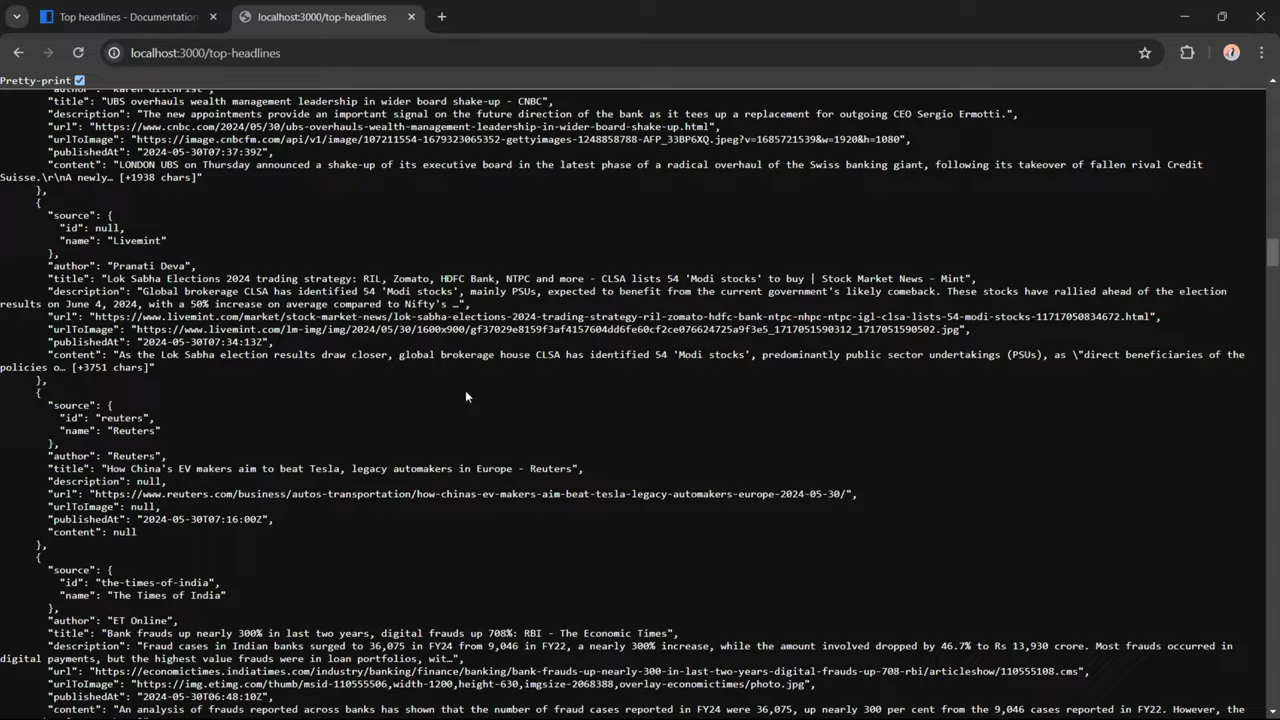 Top headlines - Documentation
localhost:3000/top-headlines
localhost:3000/top-headlines
Pretty-print
"author": "Karen Gilchrist",
"title": "UBS overhauls wealth management leadership in wider board shake-up - CNBC",
"description": "The new appointments provide an important signal on the future direction of the bank as it tees up a replacement for outgoing CEO Sergio Ermotti.",
"url": "https://www.cnbc.com/2024/05/30/ubs-overhauls-wealth-management-leadership-in-wider-board-shake-up.html",
"urlToImage": "https://image.cnbcfm.com/api/v1/image/107211554-1679323065352-gettyimages-1248858788-AFP_33BP6XQ.jpeg?v=1685721539&w=1920&h=1080",
"publishedAt": "2024-05-30T07:37:39Z",
"content": "LONDON UBS on Thursday announced a shake-up of its executive board in the latest phase of a radical overhaul of the Swiss banking giant, following its takeover of fallen rival Credit
Suisse.\r\nA newly… [+1938 chars]"
},
{
"source": {
"id": null,
"name": "Livemint"
},
"author": "Pranati Deva",
"title": "Lok Sabha Elections 2024 trading strategy: RIL, Zomato, HDFC Bank, NTPC and more - CLSA lists 54 'Modi stocks' to buy | Stock Market News - Mint",
"description": "Global brokerage CLSA has identified 54 'Modi stocks', mainly PSUs, expected to benefit from the current government's likely comeback. These stocks have rallied ahead of the election
results on June 4, 2024, with a 50% increase on average compared to Nifty's …",
"url": "https://www.livemint.com/market/stock-market-news/lok-sabha-elections-2024-trading-strategy-ril-zomato-hdfc-bank-ntpc-nhpc-ntpc-igl-clsa-lists-54-modi-stocks-11717050834672.html",
"urlToImage": "https://www.livemint.com/lm-img/img/2024/05/30/1600x900/gf37029e8159f3af4157604dd6fe60cf2ce076624725a9f3e5_1717051590312_1717051590502.jpg",
"publishedAt": "2024-05-30T07:34:13Z",
"content": "As the Lok Sabha election results draw closer, global brokerage house CLSA has identified 54 'Modi stocks', predominantly public sector undertakings (PSUs), as \"direct beneficiaries of the
policies o… [+3751 chars]"
},
{
"source": {
"id": "reuters",
"name": "Reuters"
},
"author": "Reuters",
"title": "How China's EV makers aim to beat Tesla, legacy automakers in Europe - Reuters",
"description": null,
"url": "https://www.reuters.com/business/autos-transportation/how-chinas-ev-makers-aim-beat-tesla-legacy-automakers-europe-2024-05-30/",
"urlToImage": null,
"publishedAt": "2024-05-30T07:16:00Z",
"content": null
},
{
"source": {
"id": "the-times-of-india",
"name": "The Times of India"
},
"author": "ET Online",
"title": "Bank frauds up nearly 300% in last two years, digital frauds up 708%: RBI - The Economic Times",
"description": "Fraud cases in Indian banks surged to 36,075 in FY24 from 9,046 in FY22, a nearly 300% increase, while the amount involved dropped by 46.7% to Rs 13,930 crore. Most frauds occurred in
digital payments, but the highest value frauds were in loan portfolios, wit…",
"url": "https://economictimes.indiatimes.com/industry/banking/finance/banking/bank-frauds-up-nearly-300-in-last-two-years-digital-frauds-up-708-rbi/articleshow/110555108.cms",
"urlToImage": "https://img.etimg.com/thumb/msid-110555506,width-1200,height-630,imgsize-2068388,overlay-economictimes/photo.jpg",
"publishedAt": "2024-05-30T06:48:10Z",
"content": "An analysis of frauds reported across banks has shown that the number of fraud cases reported in FY24 were 36,075, up nearly 300 per cent from the 9,046 cases reported in FY22. However, the